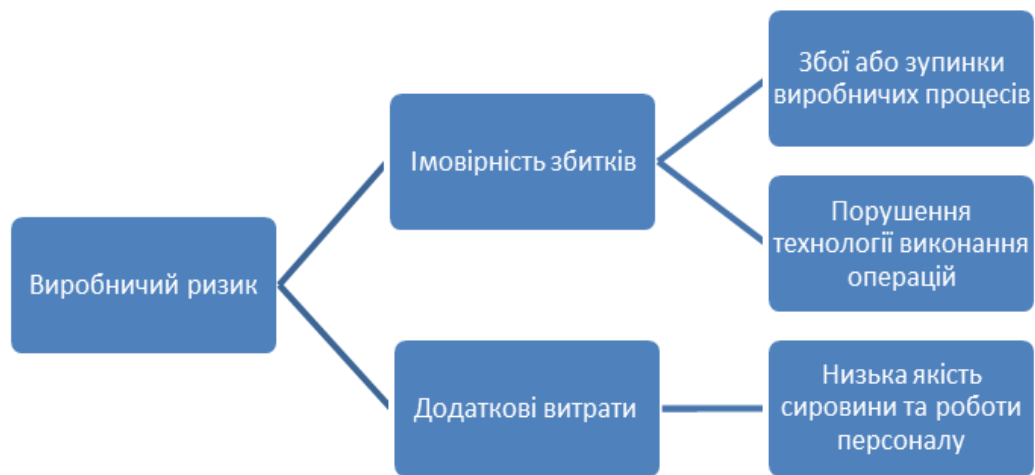 Збої або зупинки
виробничих процесів
Імовірність збитків
Порушення
технології виконання
операцій
Виробничий ризик
Додаткові витрати
Низька якість
сировини та роботи
персоналу